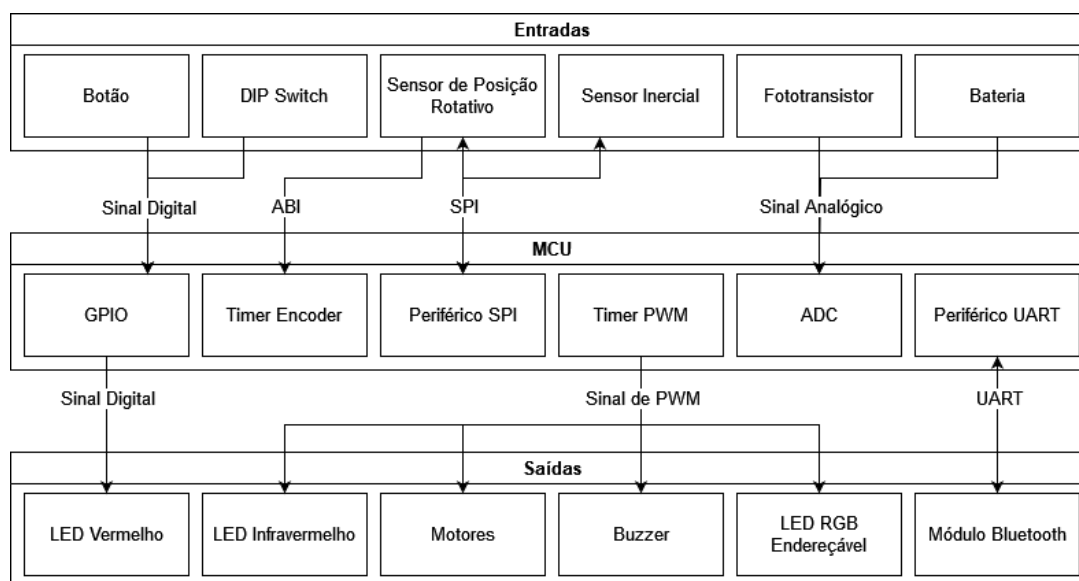 Entradas
Botão
DIP Switch
Sensor de Posição
Rotativo
Sensor Inercial
Fototransistor
Bateria
Sinal Digital
ABI
SPI
Sinal Analógico
MCU
GPIO
Timer Encoder
Periférico SPI
Timer PWM
ADC
Periférico UART
Sinal Digital
Sinal de PWM
UART
Saídas
LED Vermelho
LED Infravermelho
Motores
Buzzer
LED RGB
Endereçável
Módulo Bluetooth